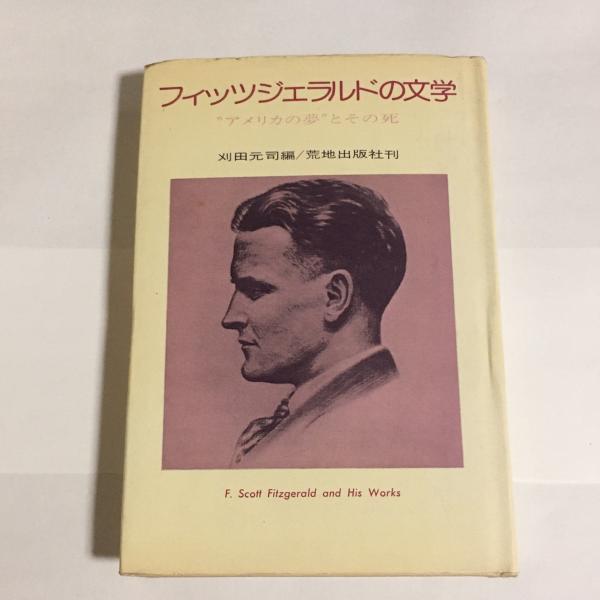 フィッツジェラルドの文学
“アメリカの夢”とその死
刈田元司編/荒地出版社刊
F. Scott Fitzgerald and His Works